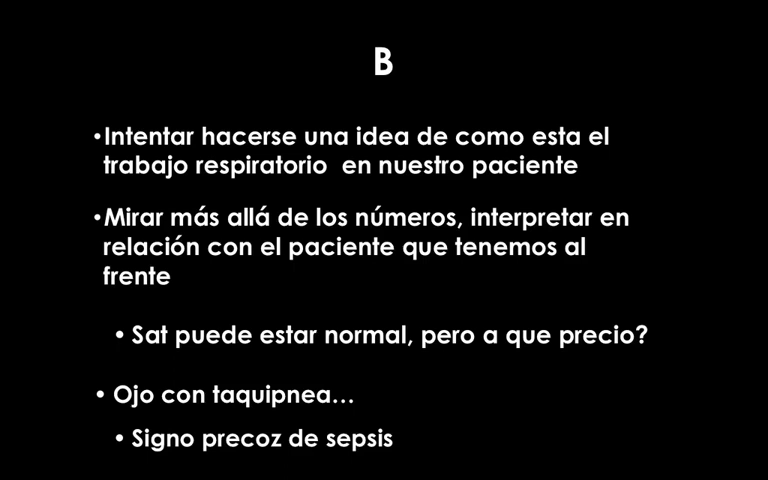 B
•Intentar hacerse una idea de como esta el
trabajo respiratorio en nuestro paciente
•Mirar más allá de los números, interpretar en
relación con el paciente que tenemos al
frente
• Sat puede estar normal, pero a que precio?
• Ojo con taquipnea...
• Signo precoz de sepsis